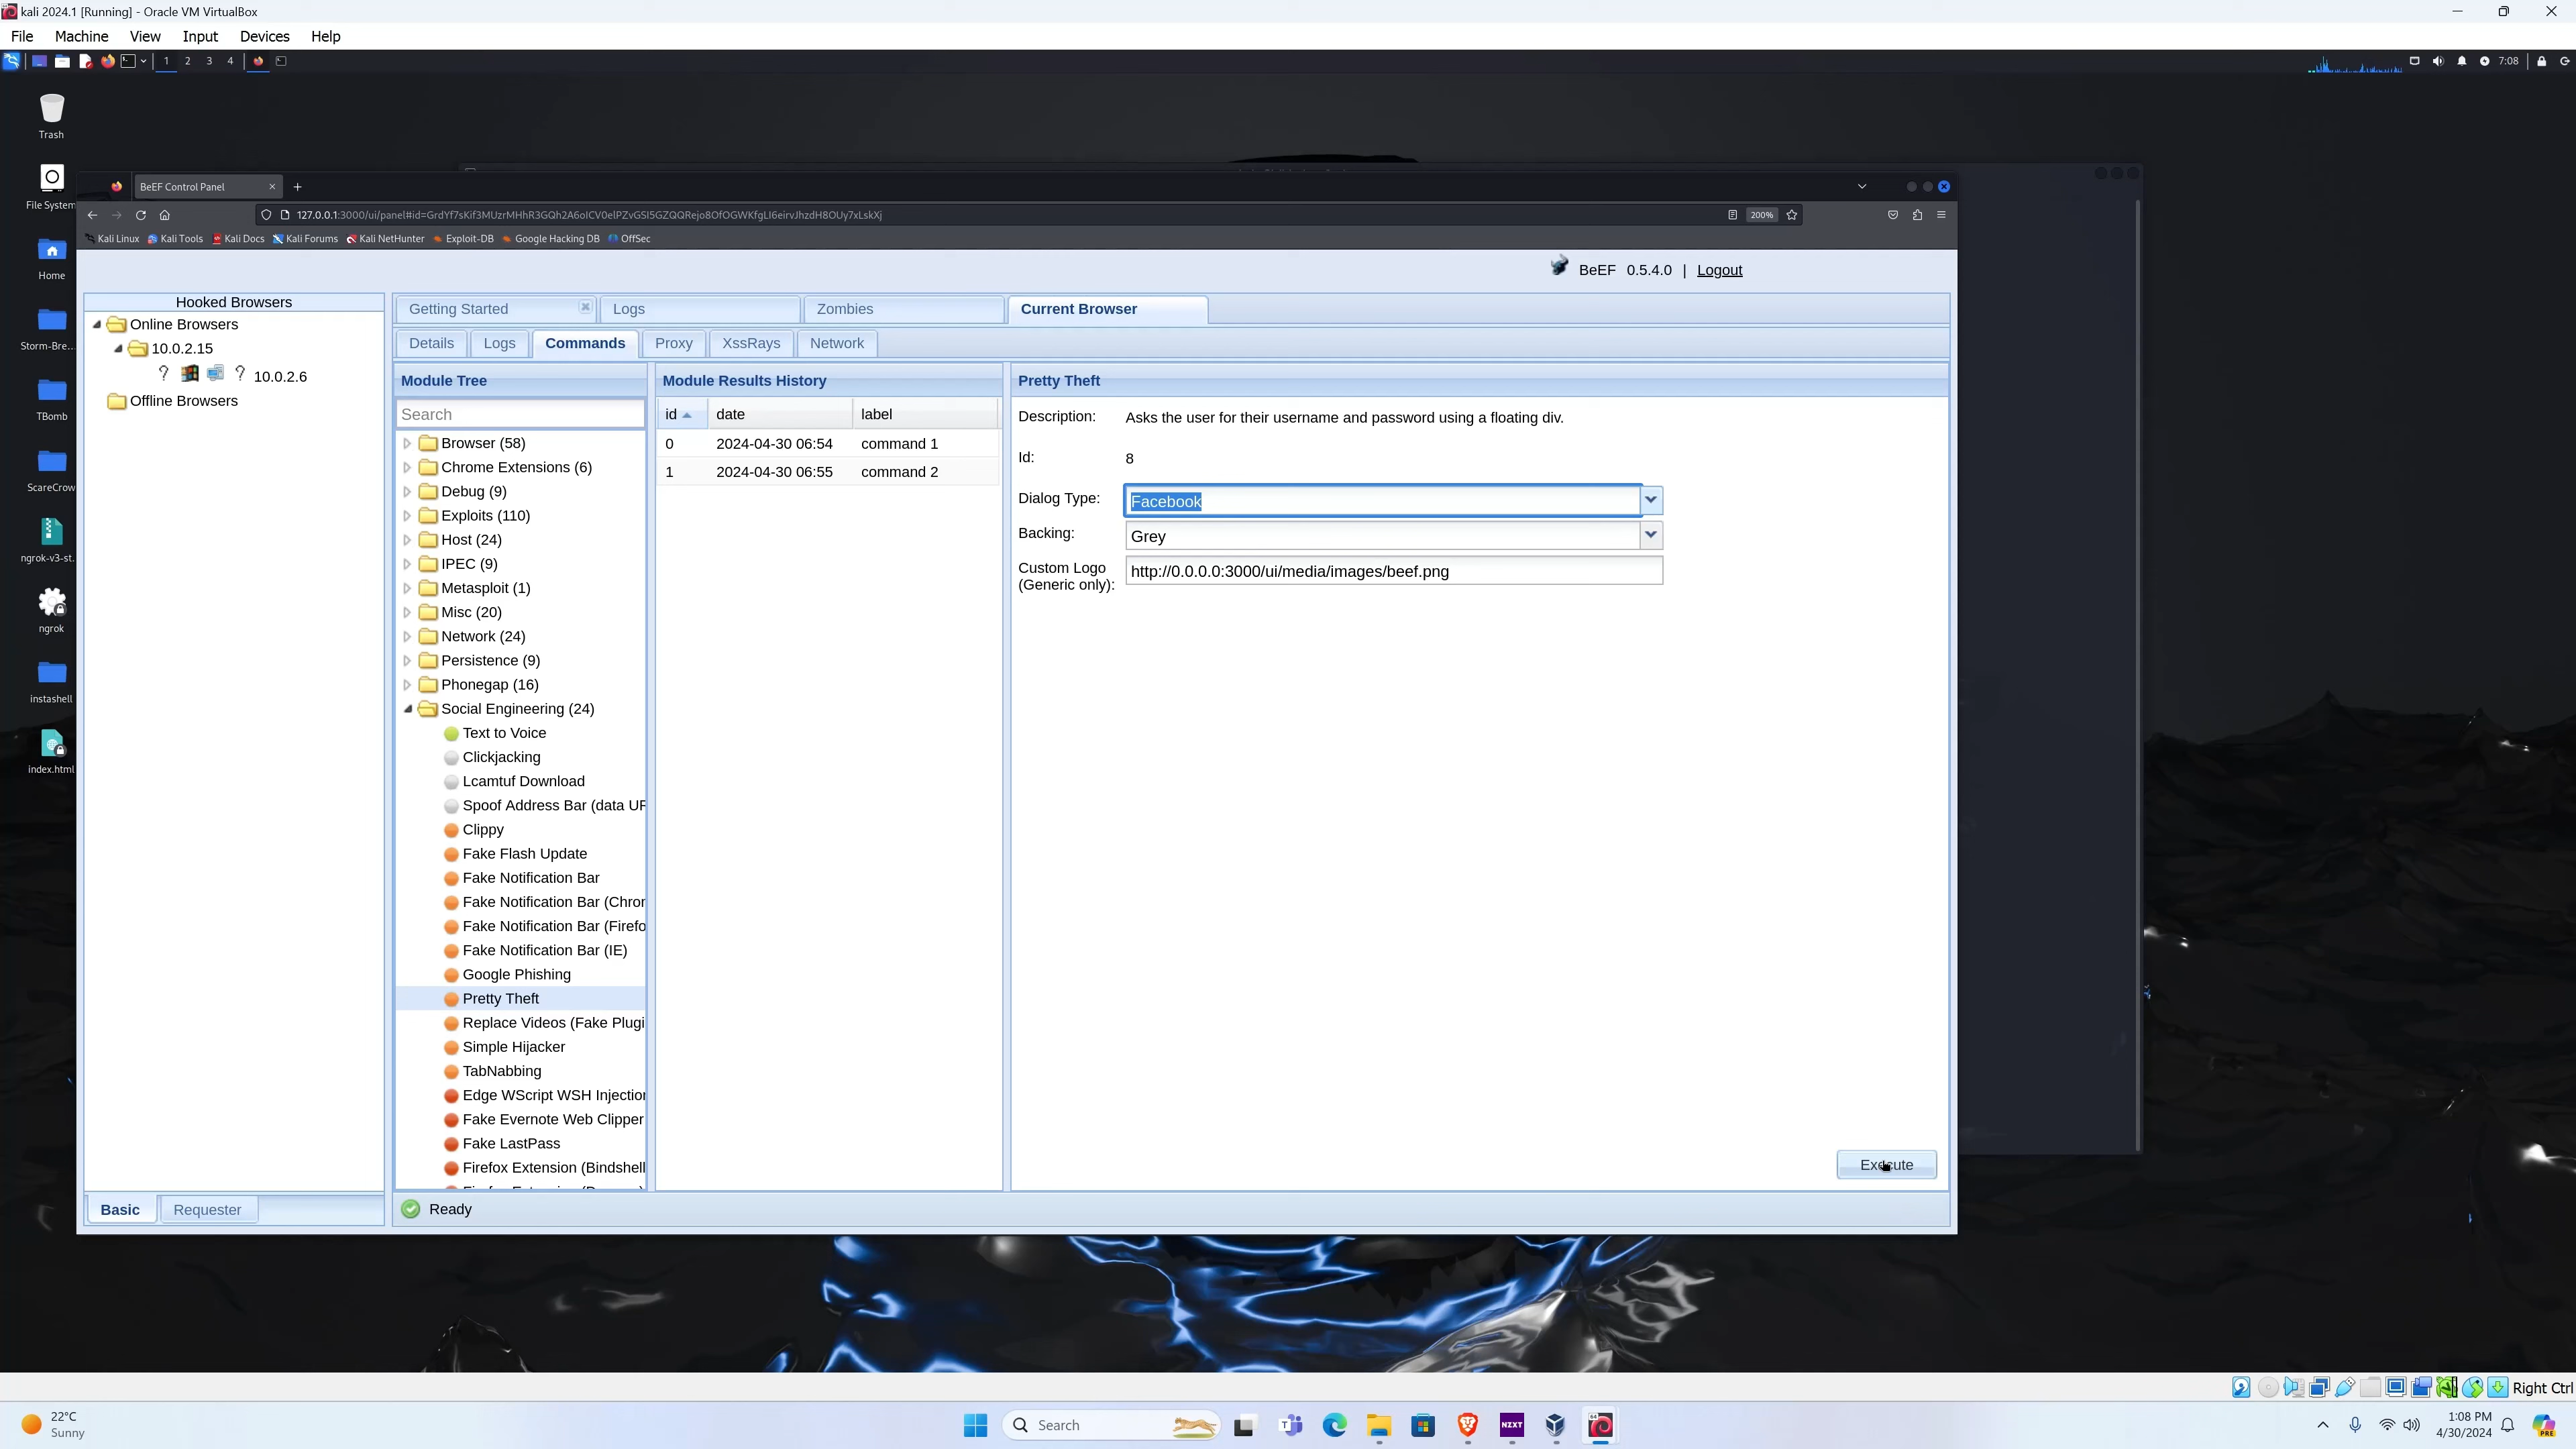 kali 2024.1 [Running] - Oracle VM VirtualBox
File Machine View Input Devices Help
1 2 3 4
7:08
Trash
File System
Home
Storm-Bre...
TBomb
ScareCrow
ngrok-v3-st...
ngrok
instashell
index.html
BeEF Control Panel
200%
Kali Linux Kali Tools Kali Docs Kali Forums Kali NetHunter Exploit-DB Google Hacking DB OffSec
BeEF 0.5.4.0 | Logout
Hooked Browsers
Online Browsers
10.0.2.15
? ? 10.0.2.6
Offline Browsers
Basic Requester
Getting Started Logs Zombies Current Browser
Details Logs Commands Proxy XssRays Network
Module Tree
Search
Browser (58)
Chrome Extensions (6)
Debug (9)
Exploits (110)
Host (24)
IPEC (9)
Metasploit (1)
Misc (20)
Network (24)
Persistence (9)
Phonegap (16)
Social Engineering (24)
Text to Voice
Clickjacking
Lcamtuf Download
Spoof Address Bar (data UR
Clippy
Fake Flash Update
Fake Notification Bar
Fake Notification Bar (Chror
Fake Notification Bar (Firefo
Fake Notification Bar (IE)
Google Phishing
Pretty Theft
Replace Videos (Fake Plugi
Simple Hijacker
TabNabbing
Edge WScript WSH Injection
Fake Evernote Web Clipper
Fake LastPass
Firefox Extension (Bindshell
Module Results History
id date label
0 2024-04-30 06:54 command 1
1 2024-04-30 06:55 command 2
Pretty Theft
Description: Asks the user for their username and password using a floating div.
Id: 8
Dialog Type: Facebook
Backing: Grey
Custom Logo
(Generic only): http://0.0.0.0:3000/ui/media/images/beef.png
Execute
Ready
Right Ctrl
22°C
Sunny
Search
NZXT
PRE
1:08 PM
4/30/2024